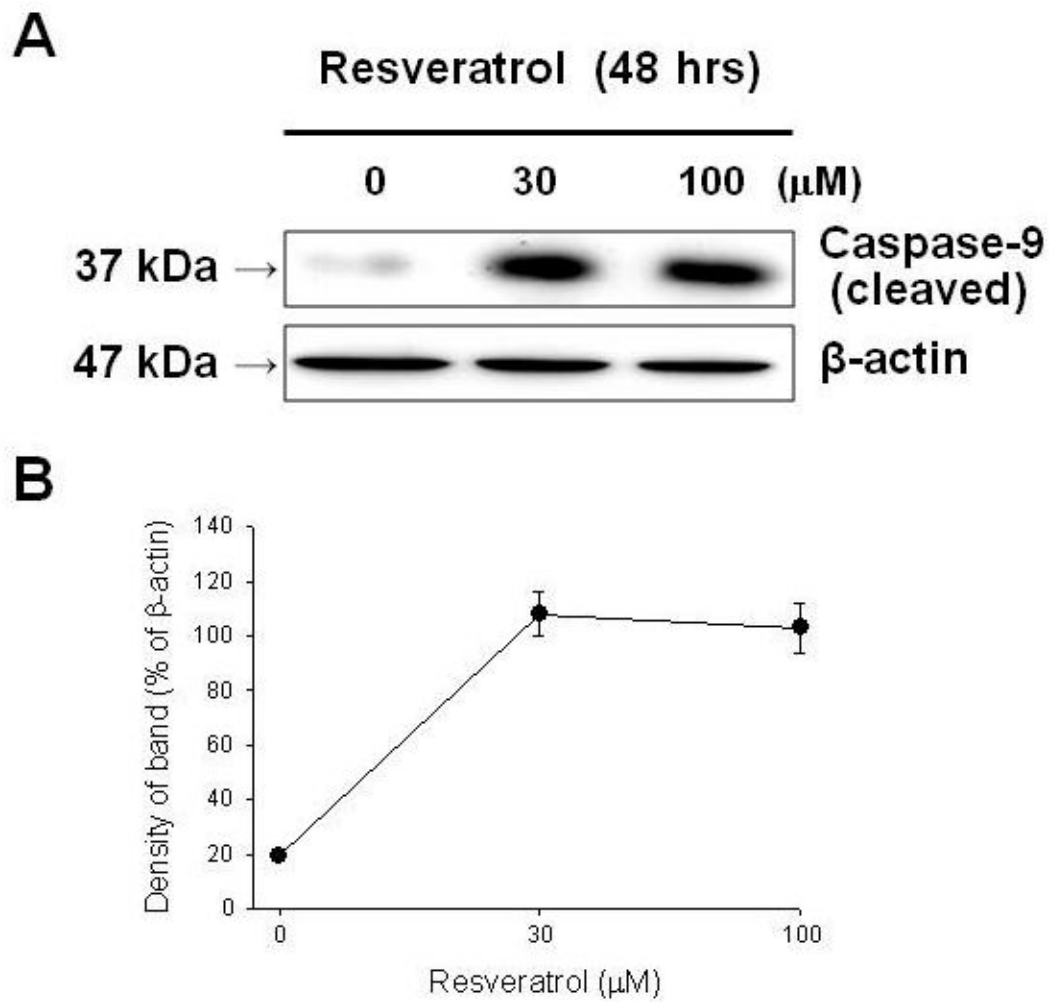 A
Resveratrol (48 hrs)
0 30 100 (μM)
37 kDa →
Caspase-9
(cleaved)
47 kDa →
β-actin
B
Density of band (% of β-actin)
140
120
100
80
60
40
20
0
0 30 100
Resveratrol (μM)